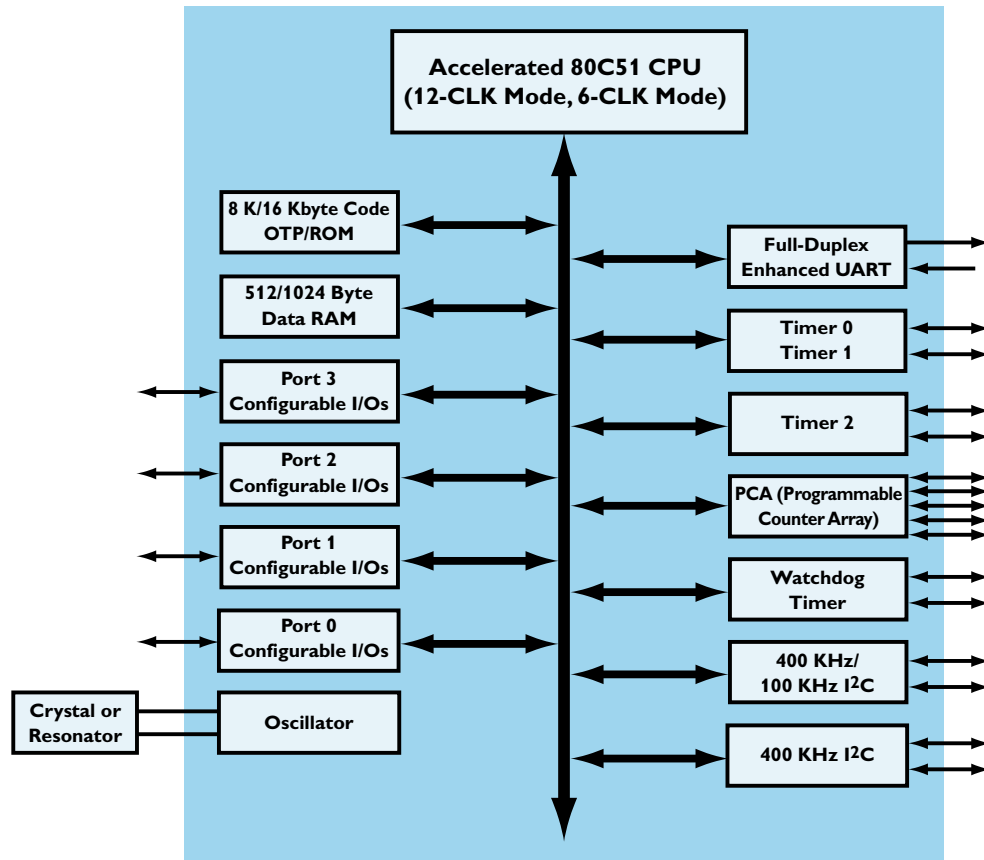 Accelerated 80C51 CPU
(12-CLK Mode, 6-CLK Mode)
8 K/16 Kbyte Code
OTP/ROM
512/1024 Byte
Data RAM
Port 3
Configurable I/Os
Port 2
Configurable I/Os
Port 1
Configurable I/Os
Port 0
Configurable I/Os
Crystal or
Resonator
Oscillator
Full-Duplex
Enhanced UART
Timer 0
Timer 1
Timer 2
PCA (Programmable
Counter Array)
Watchdog
Timer
400 KHz/
100 KHz I²C
400 KHz I²C